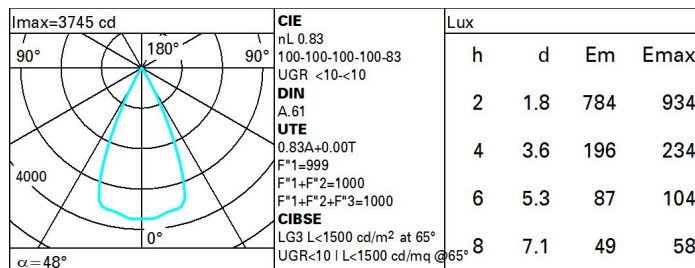 Imax=3745 cd
90°
180°
90°
4000
0°
α=48°
CIE
nL 0.83
100-100-100-100-83
UGR <10-<10
DIN
A.61
UTE
0.83A+0.00T
F"1=999
F"1+F"2=1000
F"1+F"2+F"3=1000
CIBSE
LG3 L<1500 cd/m² at 65°
UGR<10 | L<1500 cd/mq @65°
Lux
h d Em Emax
2 1.8 784 934
4 3.6 196 234
6 5.3 87 104
8 7.1 49 58